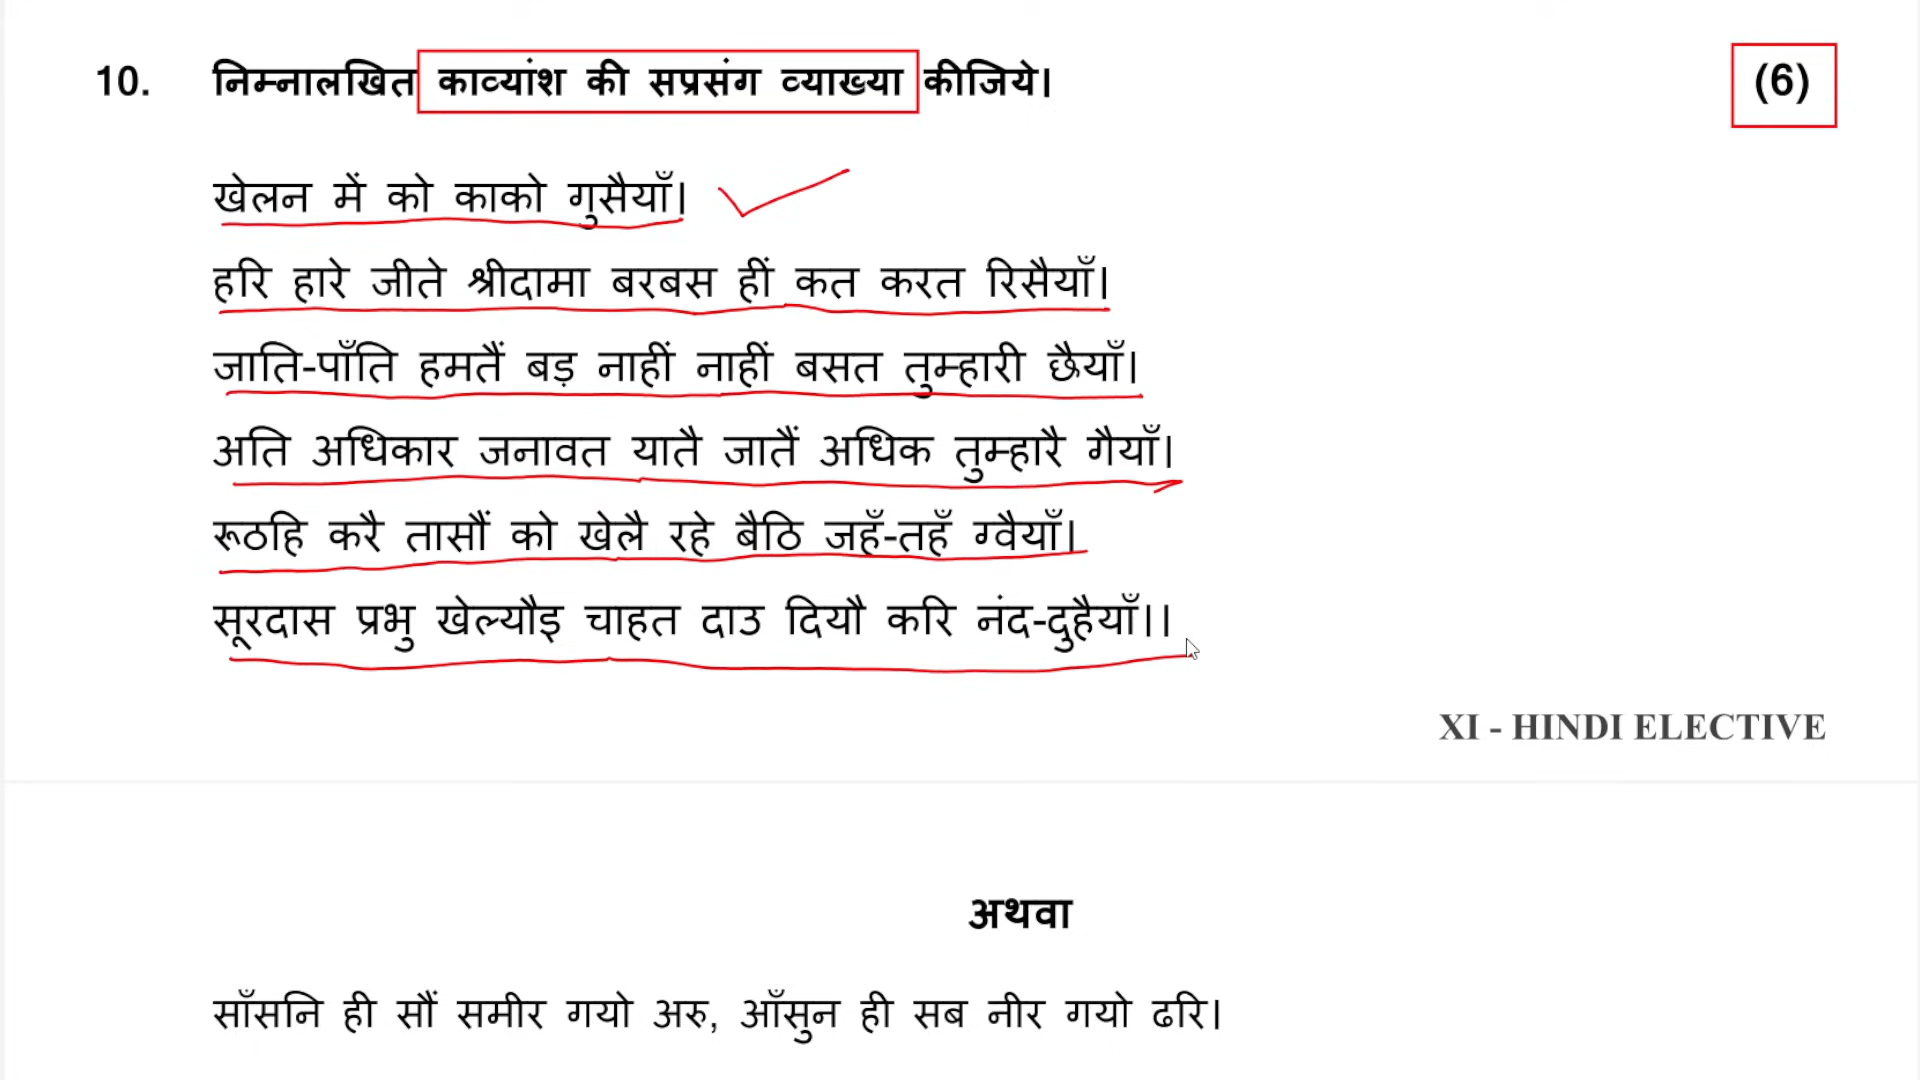 10. निम्नालखित काव्यांश की सप्रसंग व्याख्या कीजिये। (6)
खेलन में को काको गुसैयाँ।
हरि हारे जीते श्रीदामा बरबस हीं कत करत रिसैयाँ।
जाति-पाँति हमतैं बड़ नाहीं नाहीं बसत तुम्हारी छैयाँ।
अति अधिकार जनावत यातै जातैं अधिक तुम्हारै गैयाँ।
रूठहि करै तासौं को खेलै रहे बैठि जहँ-तहँ ग्वैयाँ।
सूरदास प्रभु खेल्यौइ चाहत दाउ दियौ करि नंद-दुहैयाँ।।
XI - HINDI ELECTIVE
अथवा
साँसनि ही सौं समीर गयो अरु, आँसुन ही सब नीर गयो ढरि।